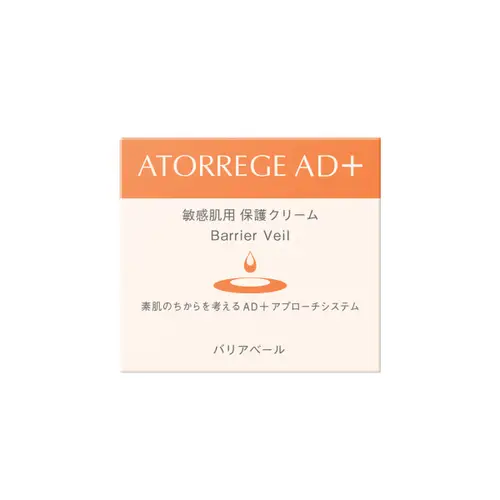 ATORREGE AD+
敏感肌用 保護クリーム
Barrier Veil
素肌のちからを考えるAD+アプローチシステム
バリアベール